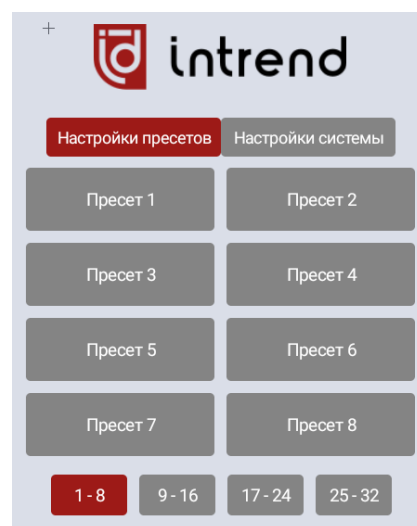 intrend
Настройки пресетов Настройки системы
Пресет 1 Пресет 2
Пресет 3 Пресет 4
Пресет 5 Пресет 6
Пресет 7 Пресет 8
1 - 8 9 - 16 17 - 24 25 - 32